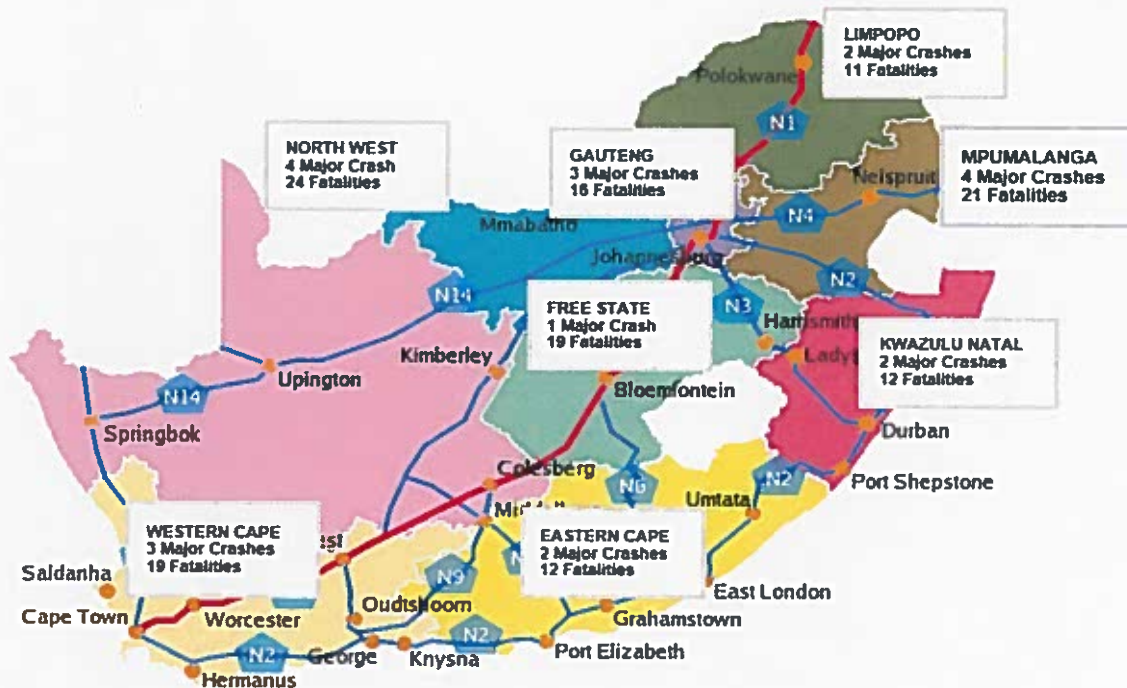 LIMPOPO
2 Major Crashes
11 Fatalities
Polokwane
N1
NORTH WEST
4 Major Crash
24 Fatalities
GAUTENG
3 Major Crashes
16 Fatalities
MPUMALANGA
4 Major Crashes
21 Fatalities
Nelspruit
N4
Mmabatho
Johannesburg
N14
N2
N3
FREE STATE
1 Major Crash
19 Fatalities
Harrismith
KWAZULU NATAL
2 Major Crashes
12 Fatalities
Kimberley
Upington
Bloemfontein
N14
Springbok
Durban
Colesberg
N6
N2
Port Shepstone
Umtata
WESTERN CAPE
3 Major Crashes
19 Fatalities
EASTERN CAPE
2 Major Crashes
12 Fatalities
Saldanha
N9
East London
Cape Town
Worcester
Oudtshoorn
Grahamstown
N2
George
Knysna
N2
Port Elizabeth
Hermanus